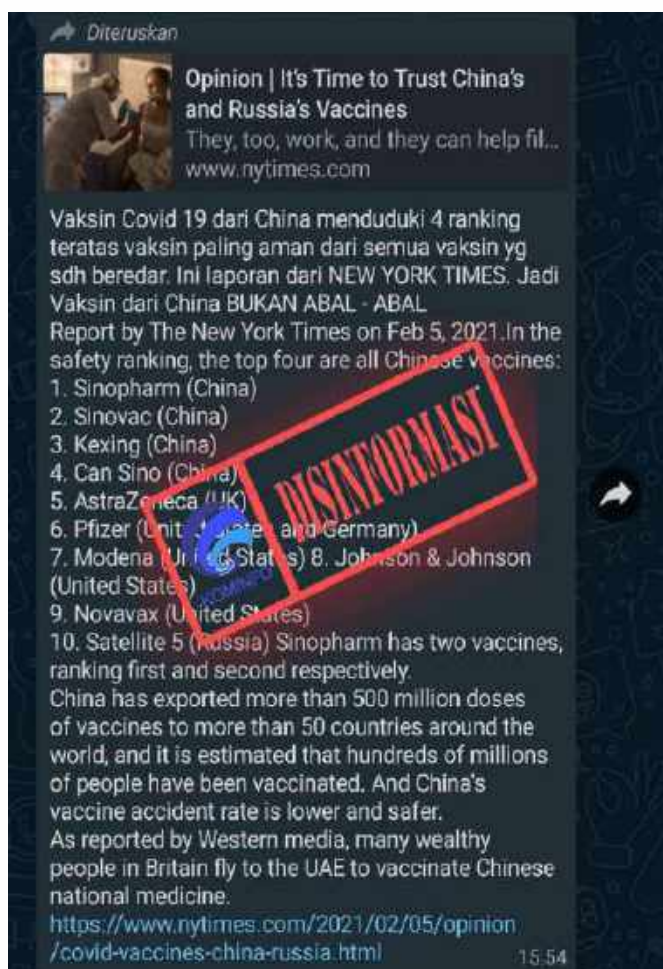 Diteruskan
Opinion | It's Time to Trust China's
and Russia's Vaccines
They, too, work, and they can help fil...
www.nytimes.com
Vaksin Covid 19 dari China menduduki 4 ranking
teratas vaksin paling aman dari semua vaksin yg
sdh beredar. Ini laporan dari NEW YORK TIMES. Jadi
Vaksin dari China BUKAN ABAL - ABAL
Report by The New York Times on Feb 5, 2021.In the
safety ranking, the top four are all Chinese vaccines:
1. Sinopharm (China)
2. Sinovac (China)
3. Kexing (China)
4. Can Sino (China)
5. AstraZeneca (UK)
6. Pfizer (United States and Germany)
7. Modena (United States) 8. Johnson & Johnson
(United States)
9. Novavax (United States)
10. Satellite 5 (Russia) Sinopharm has two vaccines,
ranking first and second respectively.
China has exported more than 500 million doses
of vaccines to more than 50 countries around the
world, and it is estimated that hundreds of millions
of people have been vaccinated. And China's
vaccine accident rate is lower and safer.
As reported by Western media, many wealthy
people in Britain fly to the UAE to vaccinate Chinese
national medicine.
https://www.nytimes.com/2021/02/05/opinion
/covid-vaccines-china-russia.html
15.54
DISINFORMASI
KOMINFO